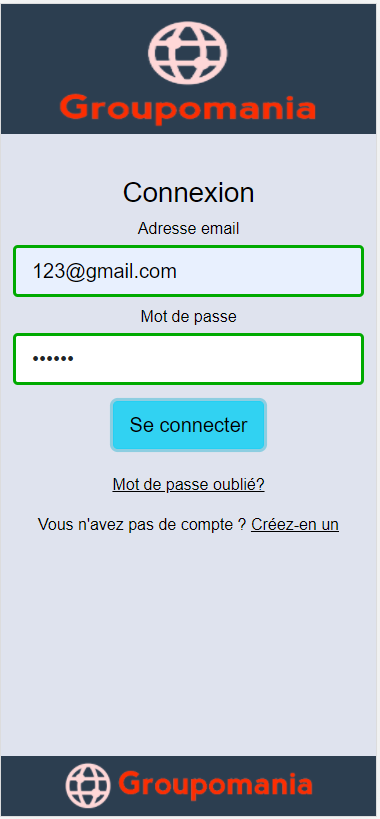 Groupomania
Connexion
Adresse email
123@gmail.com
Mot de passe
••••••
Se connecter
Mot de passe oublié?
Vous n'avez pas de compte ? Créez-en un
Groupomania